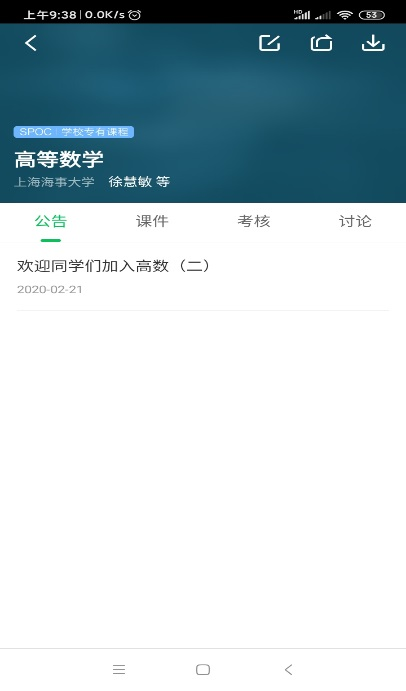 上午9:38 | 0.0K/s
HD
53
SPOC | 学校专有课程
高等数学
上海海事大学 徐慧敏 等
公告 课件 考核 讨论
欢迎同学们加入高数（二）
2020-02-21